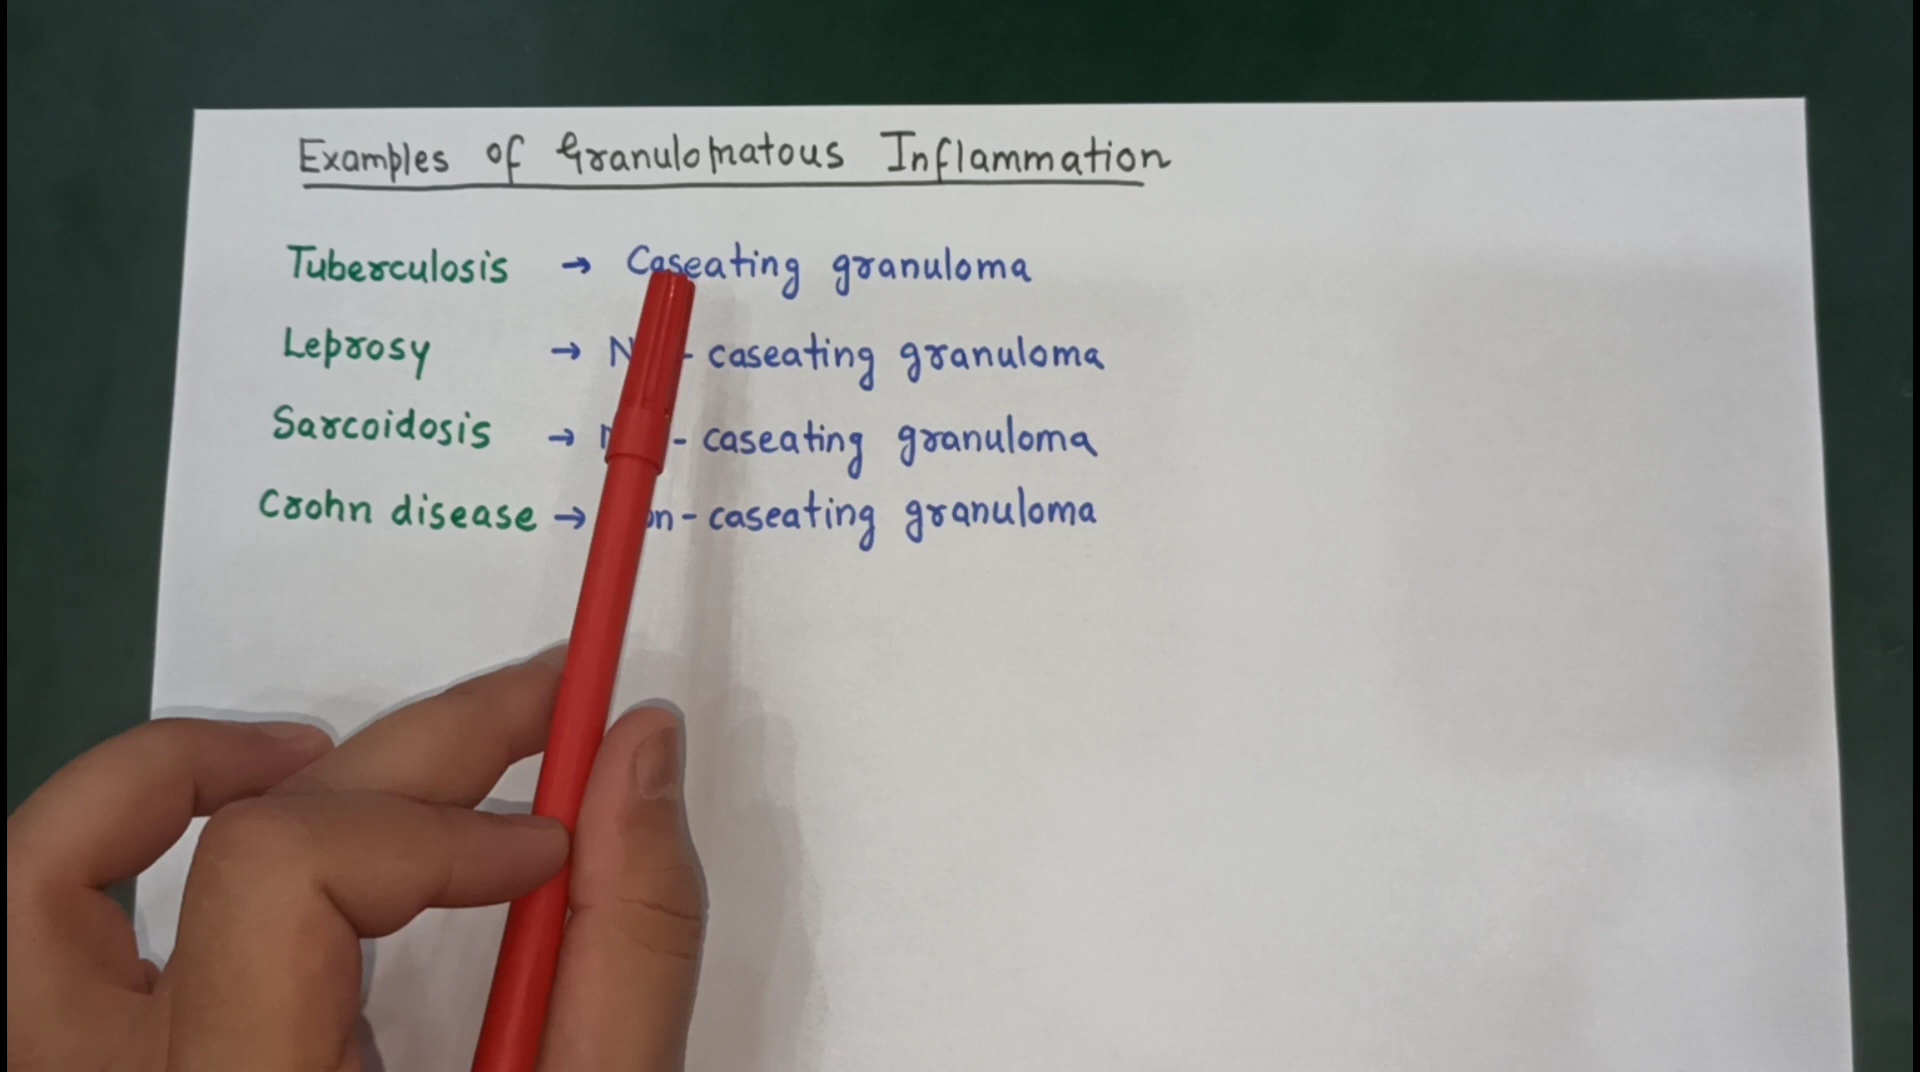 Examples of Granulomatous Inflammation
Tuberculosis → Caseating granuloma
Leprosy → - caseating granuloma
Sarcoidosis → - caseating granuloma
Crohn disease → - caseating granuloma